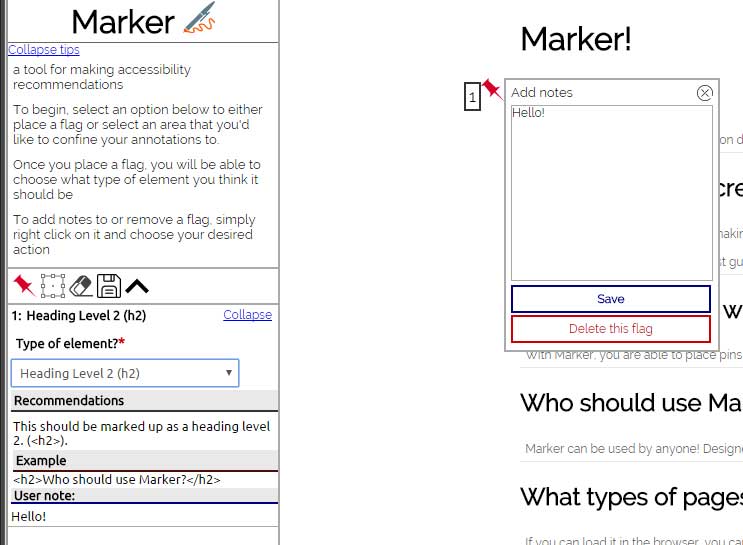 Marker
Collapse tips
a tool for making accessibility
recommendations
To begin, select an option below to either
place a flag or select an area that you'd
like to confine your annotations to.
Once you place a flag, you will be able to
choose what type of element you think it
should be
To add notes to or remove a flag, simply
right click on it and choose your desired
action
1: Heading Level 2 (h2)
Collapse
Type of element?*
Heading Level 2 (h2)
Recommendations
This should be marked up as a heading level
2. (<h2>).
Example
<h2>Who should use Marker?</h2>
User note:
Hello!
Marker!
1
Add notes
Hello!
Save
Delete this flag
on d
cre
st gu
w
With Marker, you are able to place pins
Who should use Ma
Marker can be used by anyone! Designe
What types of pages
If you can load it in the browser, you ca